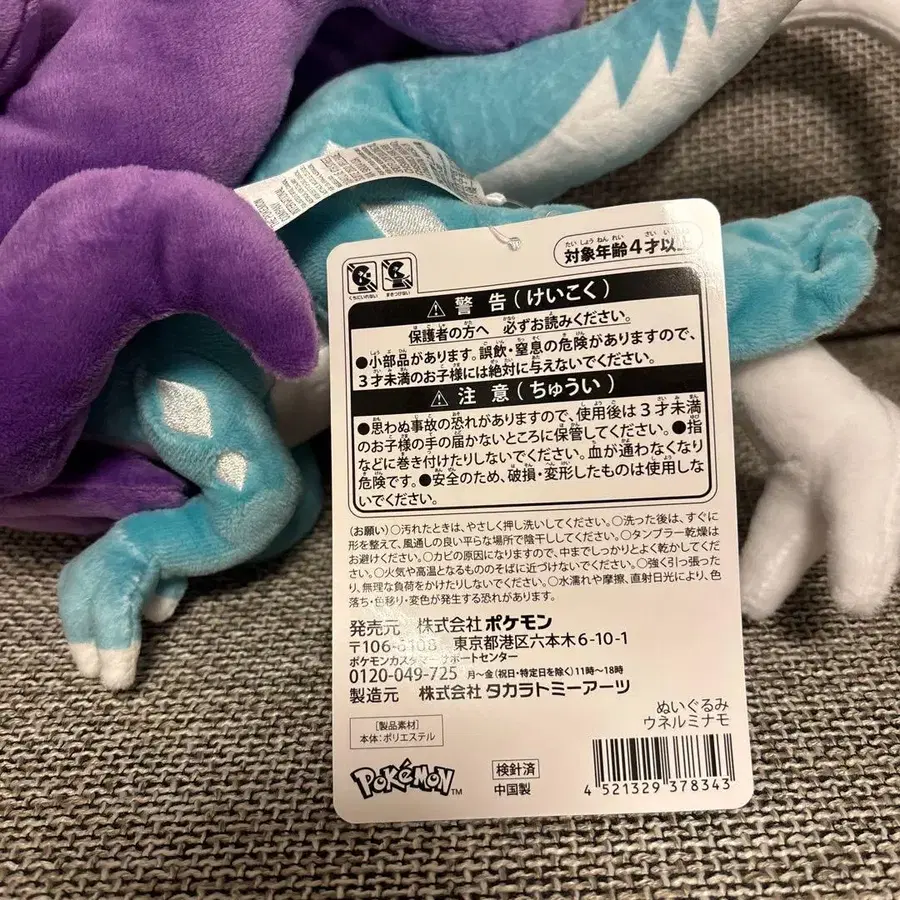 対象年齢4才以上
くちにいれない
まきつけない
警告(けいこく)
保護者の方へ 必ずお読みください。
●小部品があります。誤飲・窒息の危険がありますので、
3才未満のお子様には絶対に与えないでください。
注意(ちゅうい)
●思わぬ事故の恐れがありますので、使用後は3才未満
のお子様の手の届かないところに保管してください。●指
などに巻き付けたりしないでください。血が通わなくなり
危険です。●安全のため、破損・変形したものは使用しな
いでください。
(お願い)○汚れたときは、やさしく押し洗いしてください。○洗った後は、すぐに
形を整えて、風通しの良い平らな場所で陰干ししてください。○タンブラー乾燥は
お避けください。○カビの原因になりますので、中までしっかりとよく乾かしてくだ
さい。○火気や高温となるもののそばに近づけないでください。○強く引っ張った
り、無理な負荷をかけたりしないでください。○水濡れや摩擦、直射日光により、色
落ち・色移り・変色が発生する恐れがあります。
発売元 株式会社ポケモン
〒106-6108 東京都港区六本木6-10-1
ポケモンカスタマーサポートセンター
0120-049-725 月〜金(祝日・特定日を除く)11時〜18時
製造元 株式会社タカラトミーアーツ
[製品素材]
本体:ポリエステル
ぬいぐるみ
ウネルミナモ
POKéMON™
検針済
中国製
4 521329 378343